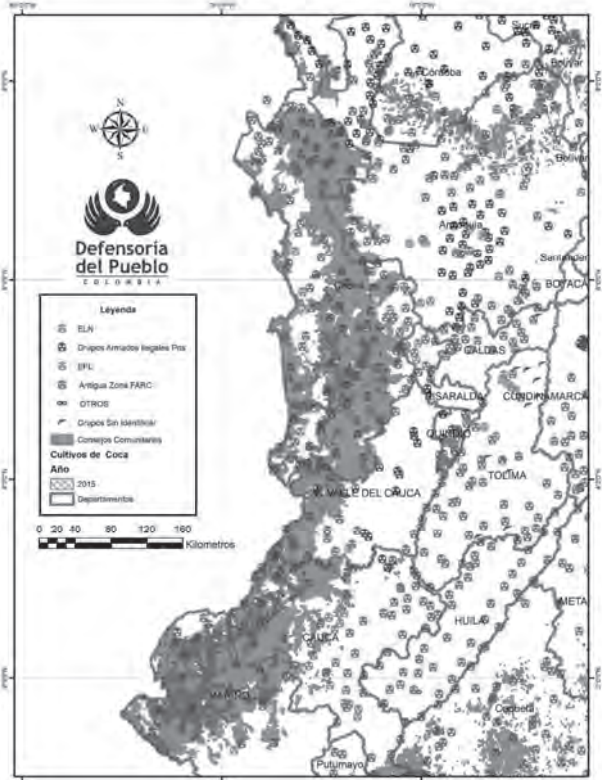 Sucre
Bolívar
Córdoba
N
W E
S
Bolívar
Defensoría
del Pueblo
COLOMBIA
Antioquia
Santander
BOYACÁ
Leyenda
ELN
Grupos Armados Ilegales Pos
EPL
Antigua Zona FARC
OTROS
Grupos Sin Identificar
Consejos Comunitarios
Cultivos de Coca
Año
2015
Departamentos
CALDAS
RISARALDA
CUNDINAMARCA
QUINDIO
TOLIMA
VALLE DEL CAUCA
0 20 40 80 120 160
Kilometros
META
HUILA
CAUCA
NARIÑO
Caquetá
Putumayo